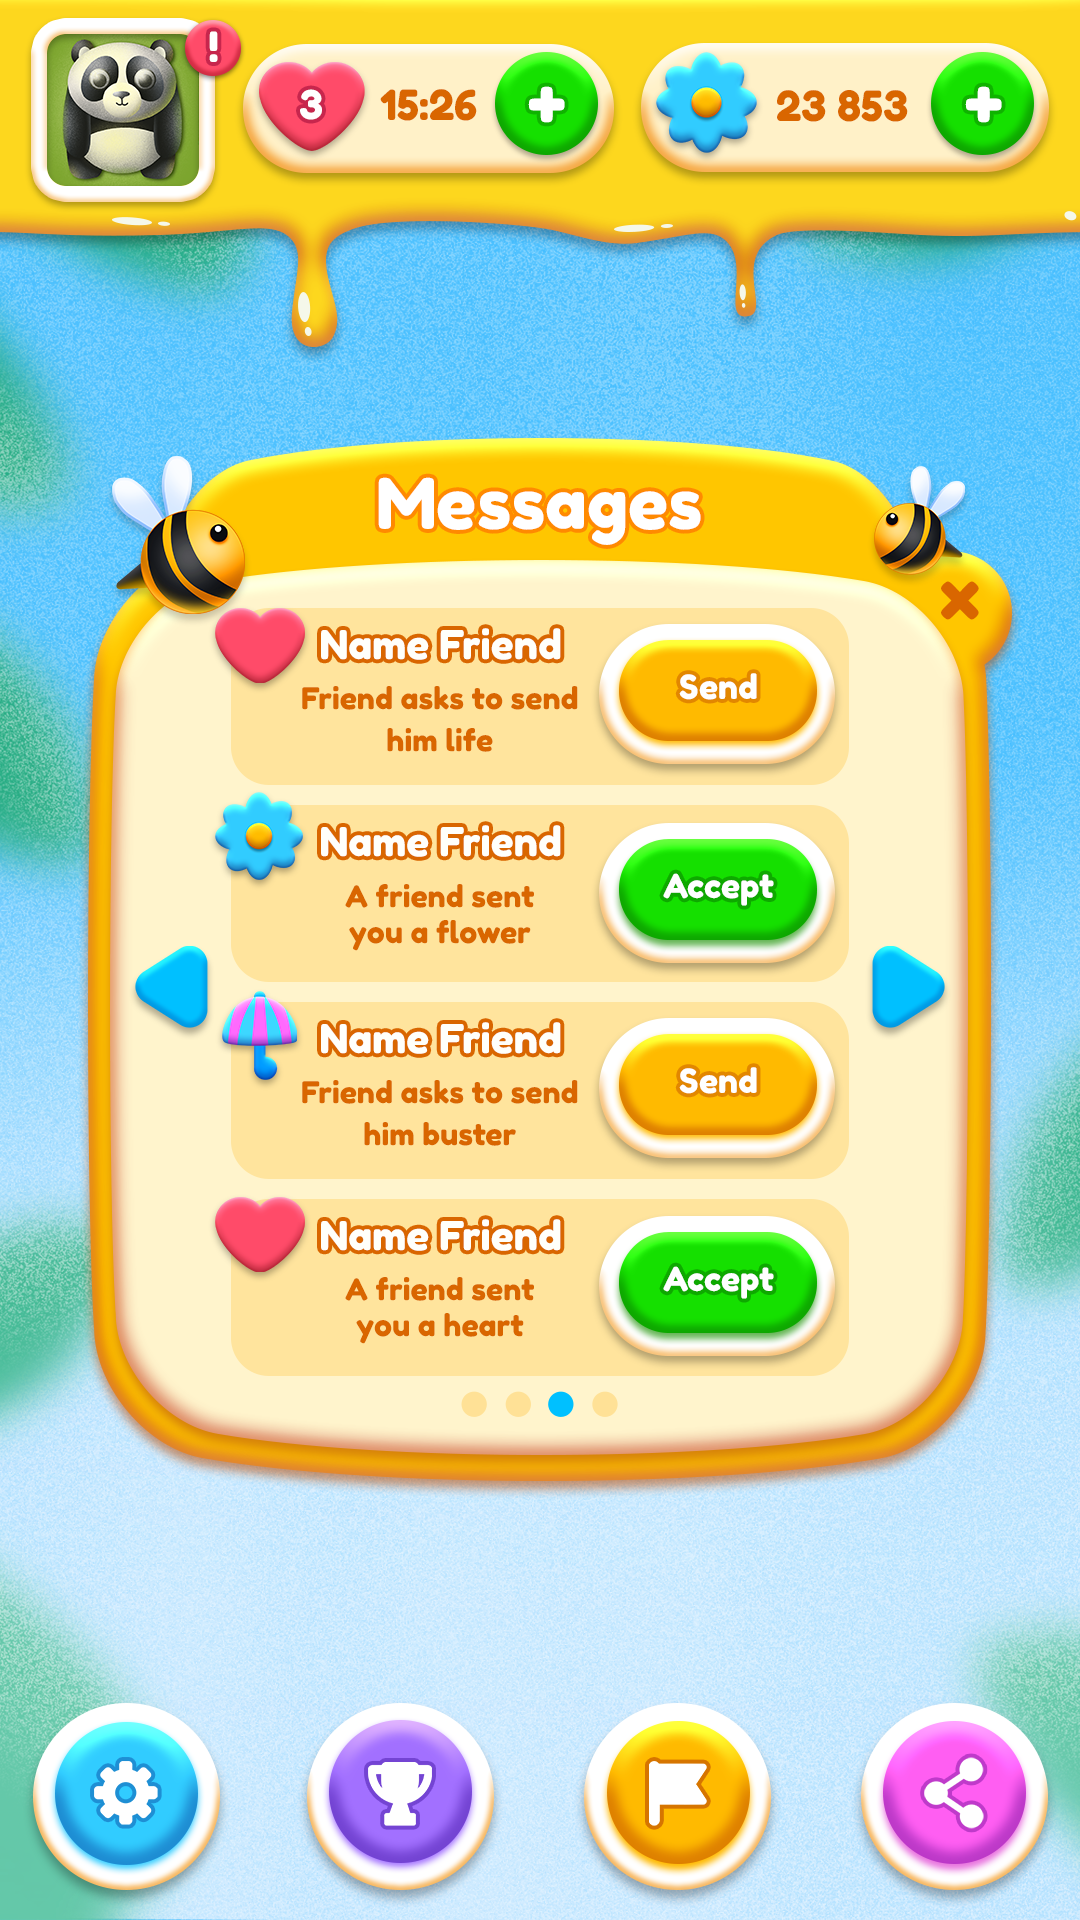 !
3
15:26
23 853
Messages
Name Friend
Friend asks to send
him life
Send
Name Friend
A friend sent
you a flower
Accept
Name Friend
Friend asks to send
him buster
Send
Name Friend
A friend sent
you a heart
Accept